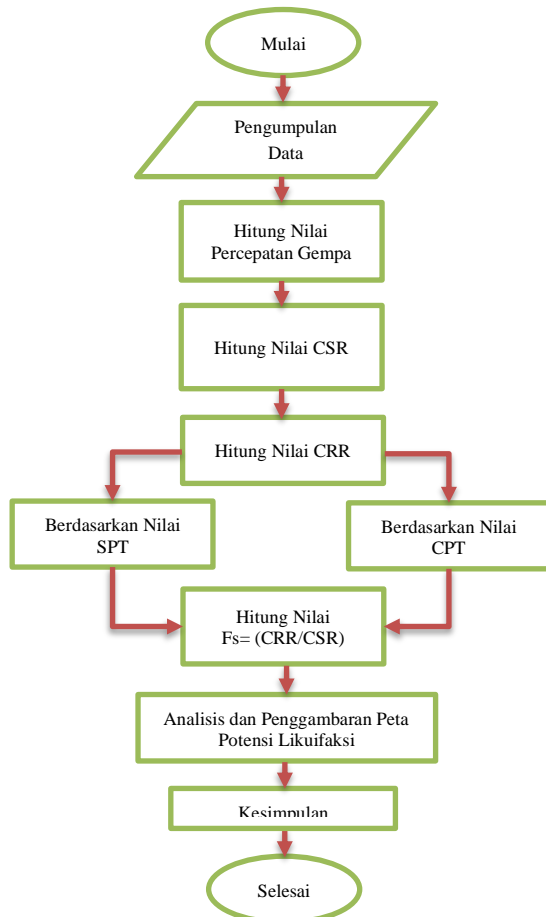 Mulai
Pengumpulan
Data
Hitung Nilai
Percepatan Gempa
Hitung Nilai CSR
Hitung Nilai CRR
Berdasarkan Nilai
SPT
Berdasarkan Nilai
CPT
Hitung Nilai
Fs= (CRR/CSR)
Analisis dan Penggambaran Peta
Potensi Likuifaksi
Kesimpulan
Selesai